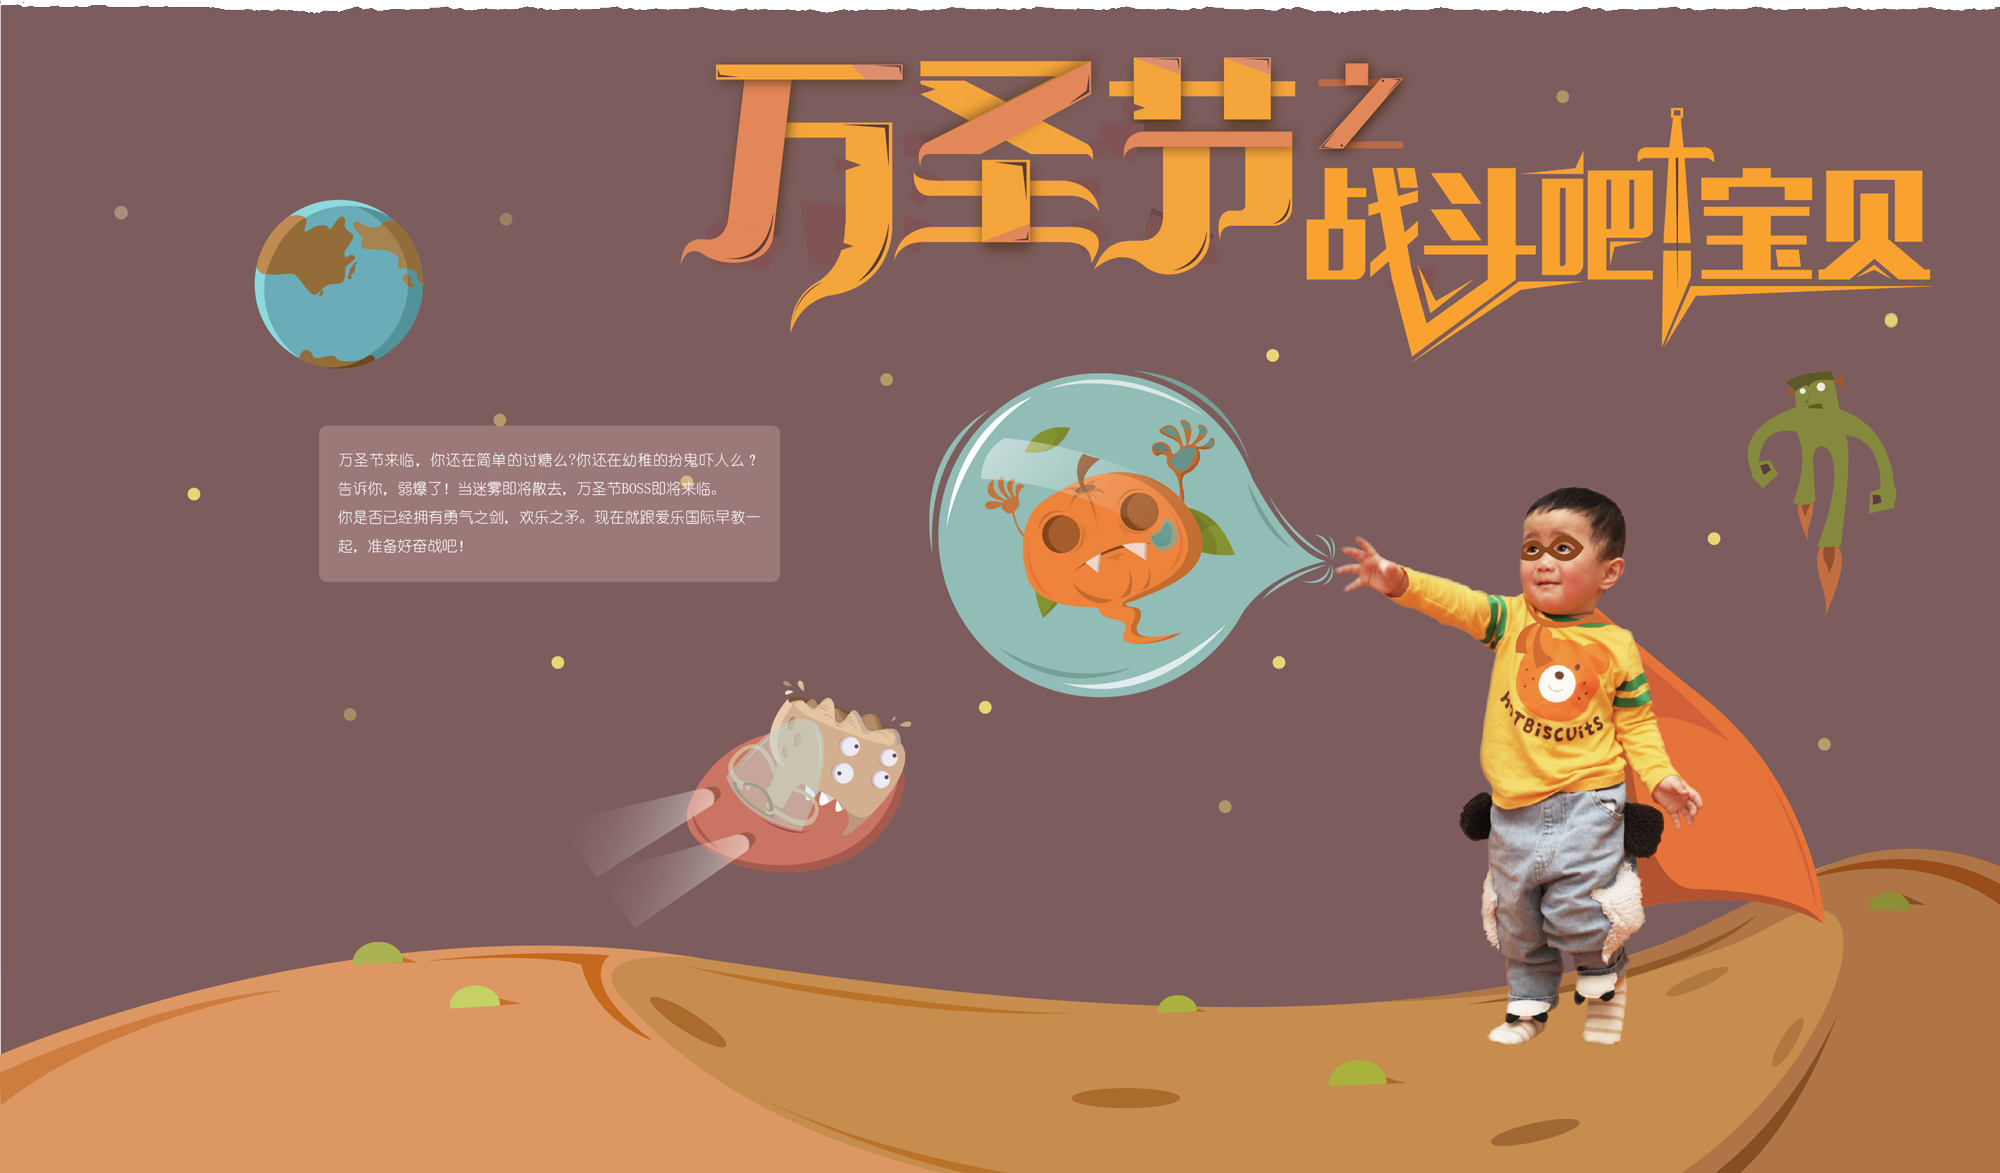 万圣节之
战斗吧宝贝
万圣节来临，你还在简单的讨糖么?你还在幼稚的扮鬼吓人么？
告诉你，弱爆了！当迷雾即将散去，万圣节BOSS即将来临。
你是否已经拥有勇气之剑，欢乐之矛。现在就跟爱乐国际早教一
起，准备好奋战吧！
HOTBiSCUitS